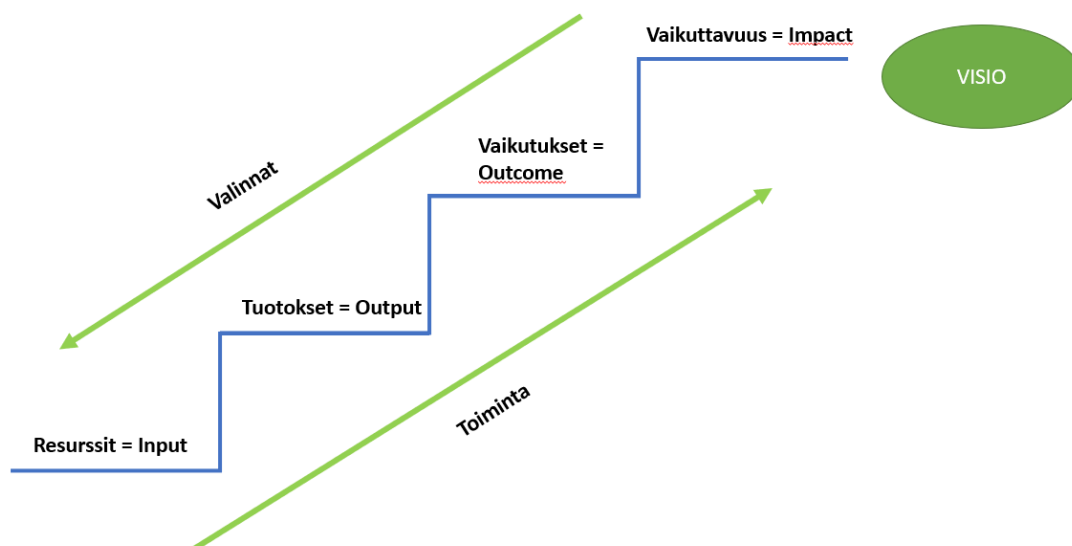 Vaikuttavuus = Impact
VISIO
Vaikutukset =
Outcome
Valinnat
Tuotokset = Output
Toiminta
Resurssit = Input